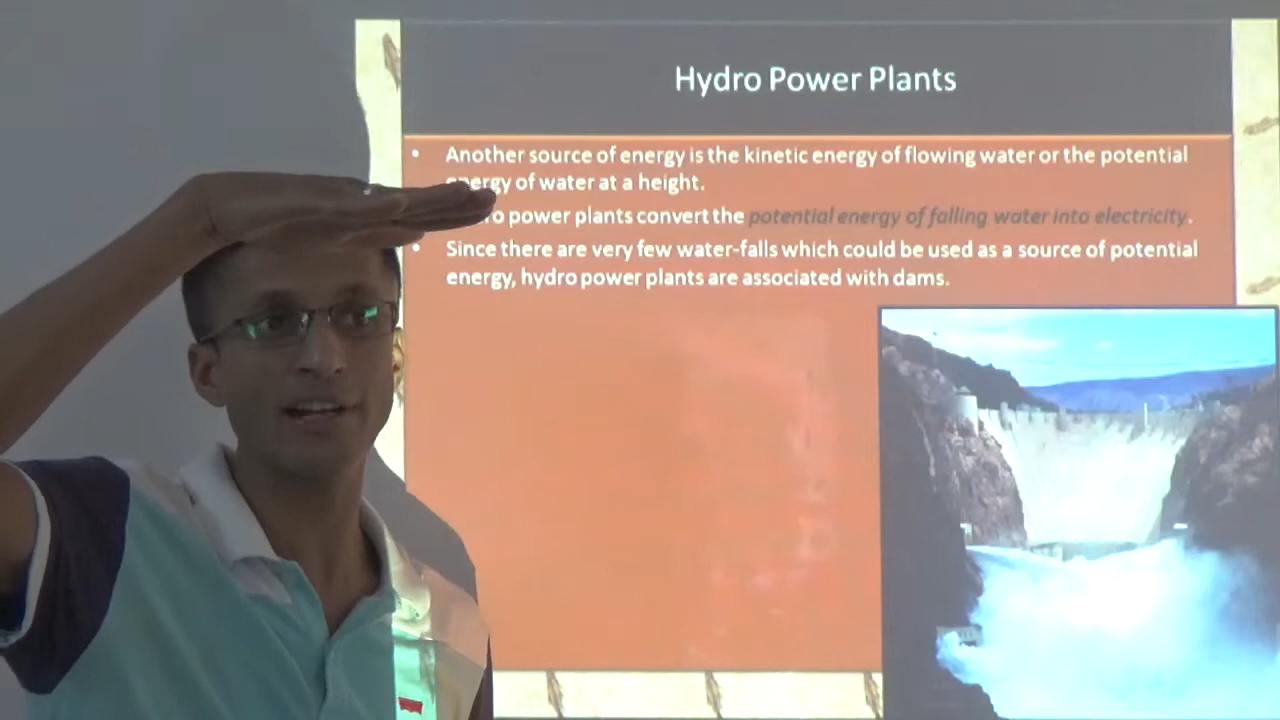 Hydro Power Plants
• Another source of energy is the kinetic energy of flowing water or the potential
energy of water at a height.
power plants convert the potential energy of falling water into electricity.
• Since there are very few water-falls which could be used as a source of potential
energy, hydro power plants are associated with dams.